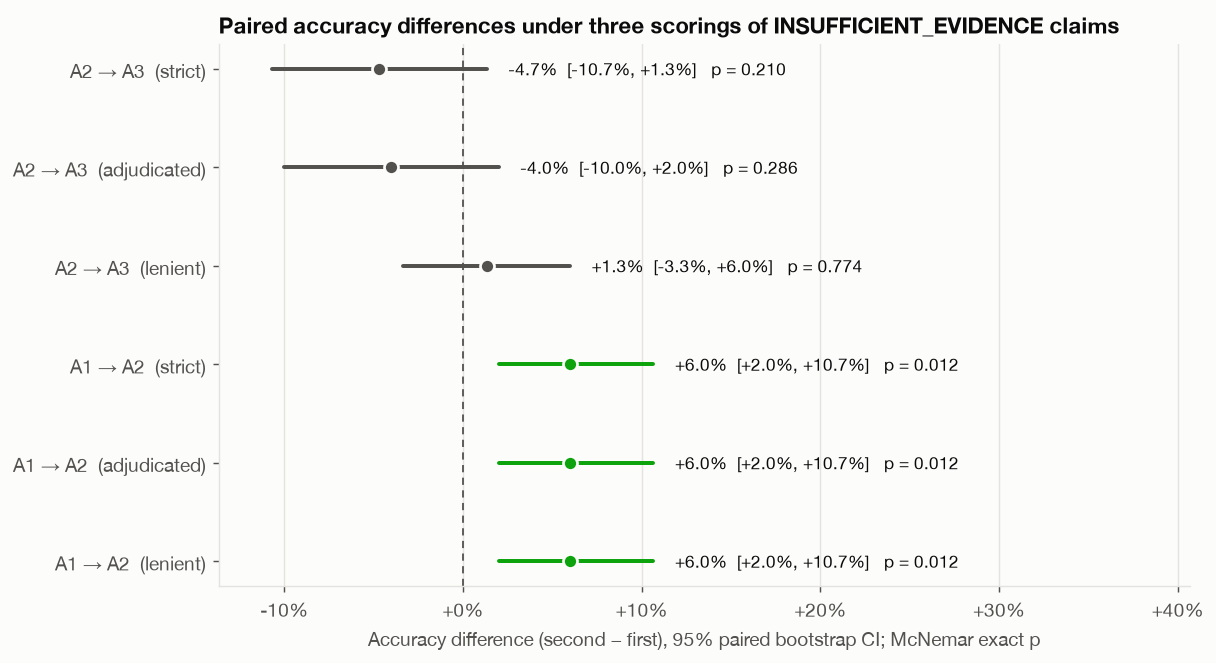 Paired accuracy differences under three scorings of INSUFFICIENT_EVIDENCE claims
A2 → A3 (strict) -4.7% [-10.7%, +1.3%] p = 0.210
A2 → A3 (adjudicated) -4.0% [-10.0%, +2.0%] p = 0.286
A2 → A3 (lenient) +1.3% [-3.3%, +6.0%] p = 0.774
A1 → A2 (strict) +6.0% [+2.0%, +10.7%] p = 0.012
A1 → A2 (adjudicated) +6.0% [+2.0%, +10.7%] p = 0.012
A1 → A2 (lenient) +6.0% [+2.0%, +10.7%] p = 0.012
-10% +0% +10% +20% +30% +40%
Accuracy difference (second – first), 95% paired bootstrap CI; McNemar exact p